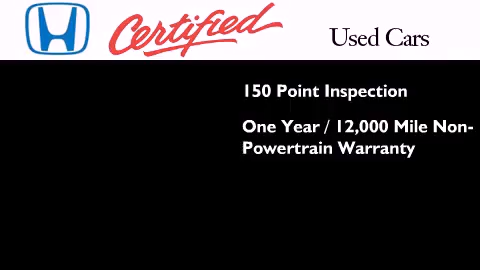 Certified Used Cars
150 Point Inspection
One Year / 12,000 Mile Non-
Powertrain Warranty